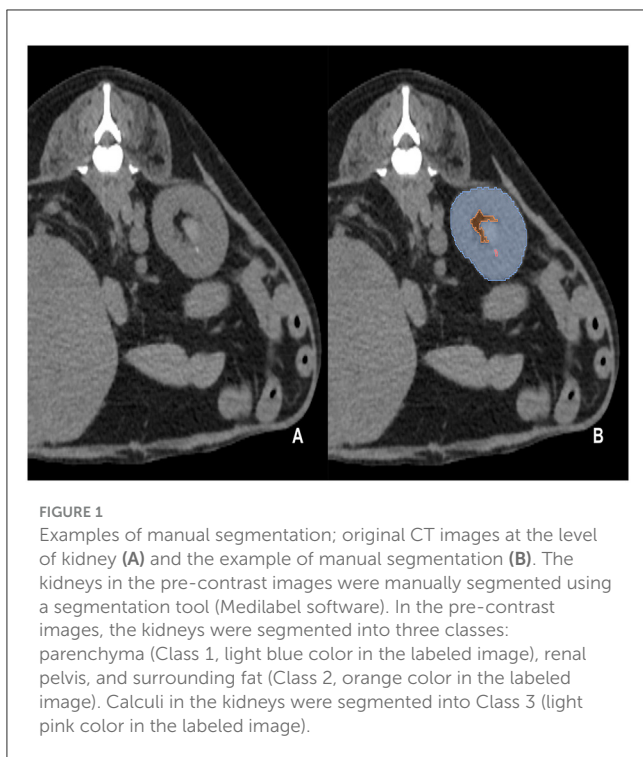 A
B
FIGURE 1
Examples of manual segmentation; original CT images at the level
of kidney (A) and the example of manual segmentation (B). The
kidneys in the pre-contrast images were manually segmented using
a segmentation tool (Medilabel software). In the pre-contrast
images, the kidneys were segmented into three classes:
parenchyma (Class 1, light blue color in the labeled image), renal
pelvis, and surrounding fat (Class 2, orange color in the labeled
image). Calculi in the kidneys were segmented into Class 3 (light
pink color in the labeled image).